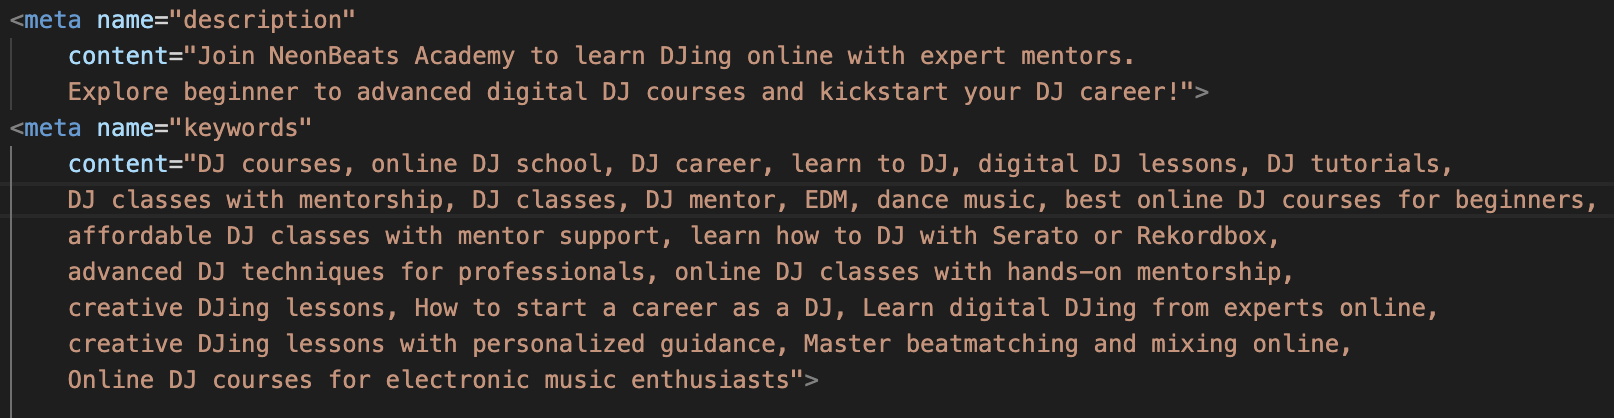 <meta name="description"
content="Join NeonBeats Academy to learn DJing online with expert mentors.
Explore beginner to advanced digital DJ courses and kickstart your DJ career!">
<meta name="keywords"
content="DJ courses, online DJ school, DJ career, learn to DJ, digital DJ lessons, DJ tutorials,
DJ classes with mentorship, DJ classes, DJ mentor, EDM, dance music, best online DJ courses for beginners,
affordable DJ classes with mentor support, learn how to DJ with Serato or Rekordbox,
advanced DJ techniques for professionals, online DJ classes with hands-on mentorship,
creative DJing lessons, How to start a career as a DJ, Learn digital DJing from experts online,
creative DJing lessons with personalized guidance, Master beatmatching and mixing online,
Online DJ courses for electronic music enthusiasts">